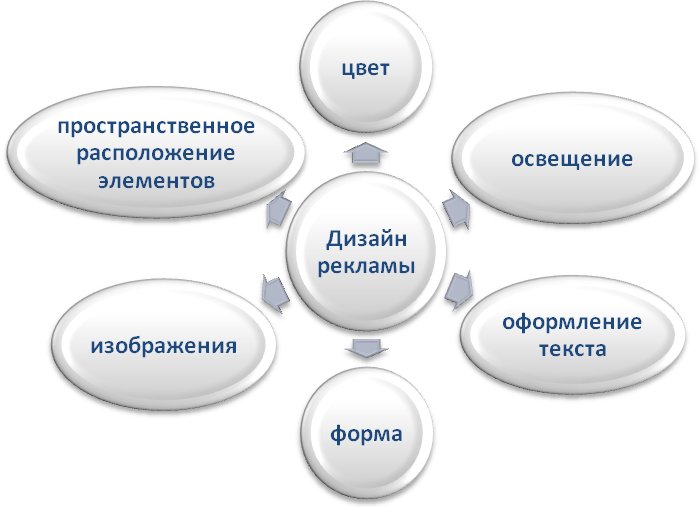 цвет
пространственное
расположение
элементов
освещение
Дизайн
рекламы
изображения
оформление
текста
форма